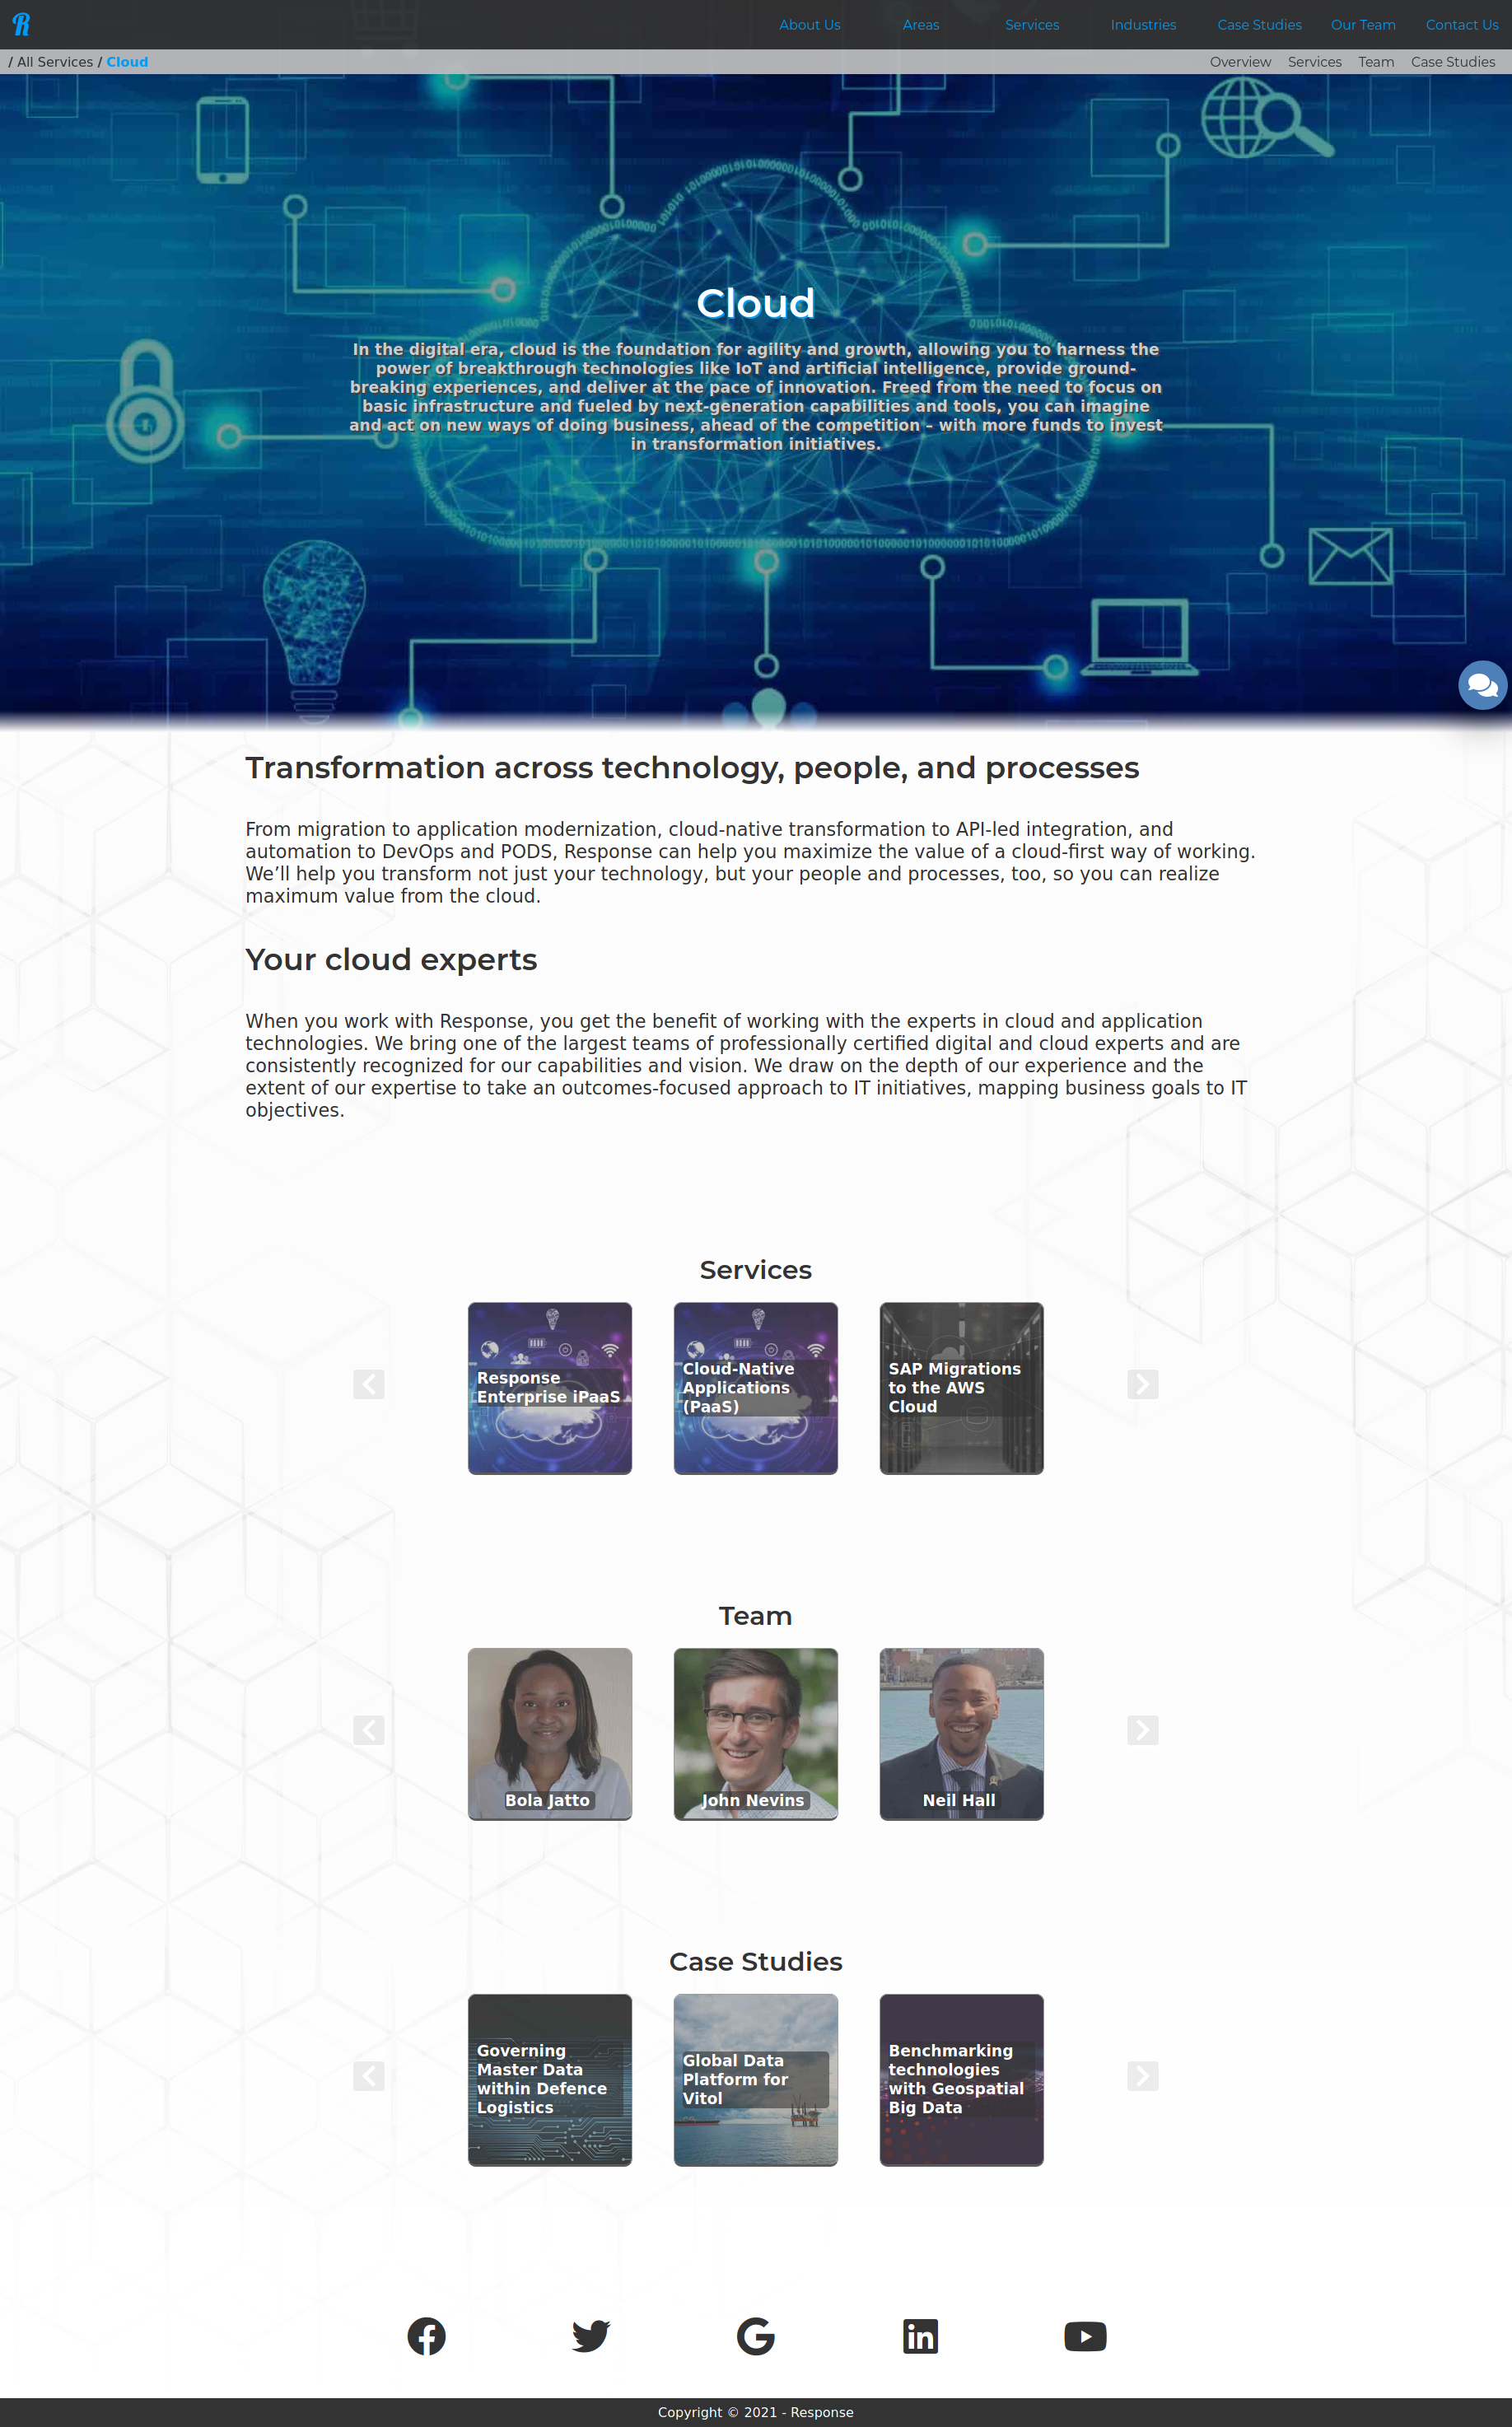 R
About Us
Areas
Services
Industries
Case Studies
Our Team
Contact Us
/ All Services / Cloud
Overview
Services
Team
Case Studies
Cloud
In the digital era, cloud is the foundation for agility and growth, allowing you to harness the
power of breakthrough technologies like IoT and artificial intelligence, provide ground-
breaking experiences, and deliver at the pace of innovation. Freed from the need to focus on
basic infrastructure and fueled by next-generation capabilities and tools, you can imagine
and act on new ways of doing business, ahead of the competition – with more funds to invest
in transformation initiatives.
Transformation across technology, people, and processes
From migration to application modernization, cloud-native transformation to API-led integration, and
automation to DevOps and PODS, Response can help you maximize the value of a cloud-first way of working.
We’ll help you transform not just your technology, but your people and processes, too, so you can realize
maximum value from the cloud.
Your cloud experts
When you work with Response, you get the benefit of working with the experts in cloud and application
technologies. We bring one of the largest teams of professionally certified digital and cloud experts and are
consistently recognized for our capabilities and vision. We draw on the depth of our experience and the
extent of our expertise to take an outcomes-focused approach to IT initiatives, mapping business goals to IT
objectives.
Services
Response
Enterprise iPaaS
Cloud-Native
Applications
(PaaS)
SAP Migrations
to the AWS
Cloud
Team
Bola Jatto
John Nevins
Neil Hall
Case Studies
Governing
Master Data
within Defence
Logistics
Global Data
Platform for
Vitol
Benchmarking
technologies
with Geospatial
Big Data
Copyright © 2021 - Response